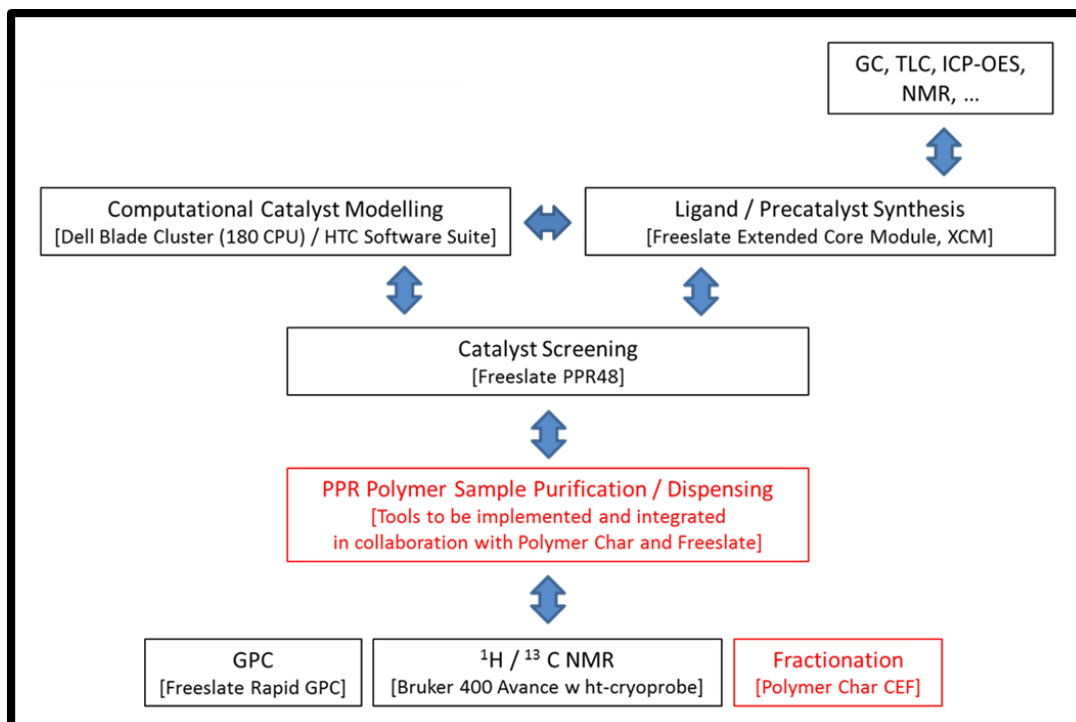 GC, TLC, ICP-OES,
NMR, ...
Computational Catalyst Modelling
[Dell Blade Cluster (180 CPU) / HTC Software Suite]
Ligand / Precatalyst Synthesis
[Freeslate Extended Core Module, XCM]
Catalyst Screening
[Freeslate PPR48]
PPR Polymer Sample Purification / Dispensing
[Tools to be implemented and integrated
in collaboration with Polymer Char and Freeslate]
GPC
[Freeslate Rapid GPC]
¹H / ¹³ C NMR
[Bruker 400 Avance w ht-cryoprobe]
Fractionation
[Polymer Char CEF]